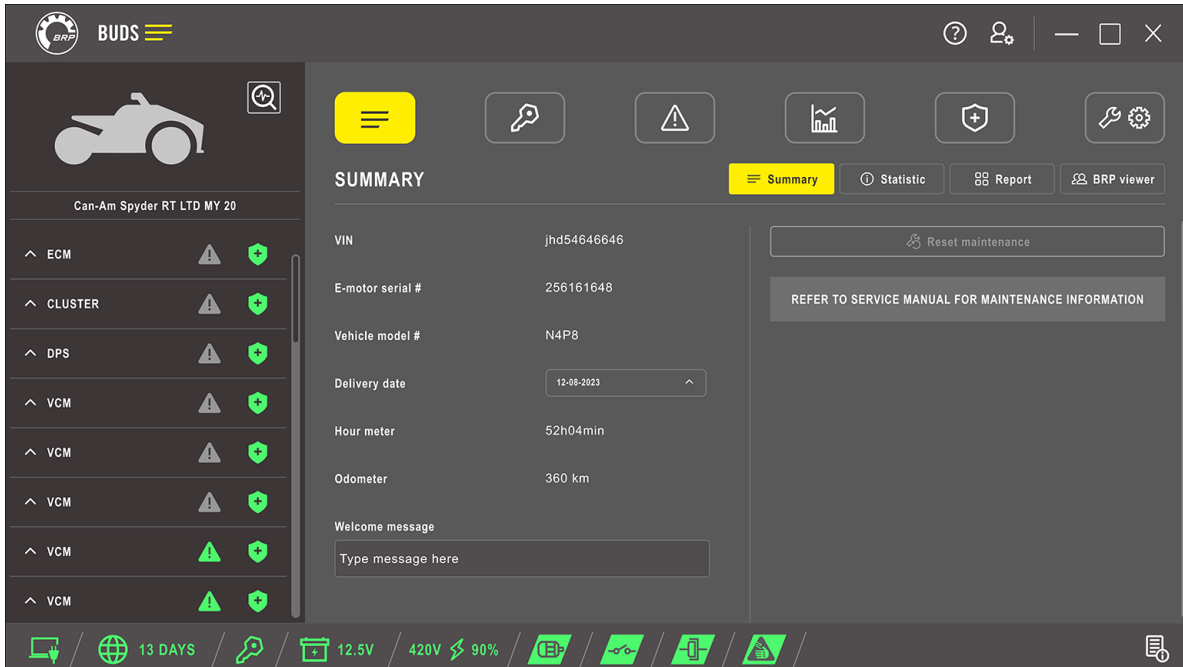 BRP BUDS
Can-Am Spyder RT LTD MY 20
ECM
CLUSTER
DPS
VCM
VCM
VCM
VCM
VCM
SUMMARY
Summary Statistic Report BRP viewer
VIN jhd54646646
E-motor serial # 256161648
Vehicle model # N4P8
Delivery date 12-08-2023
Hour meter 52h04min
Odometer 360 km
Welcome message
Type message here
Reset maintenance
REFER TO SERVICE MANUAL FOR MAINTENANCE INFORMATION
13 DAYS 12.5V 420V 90%